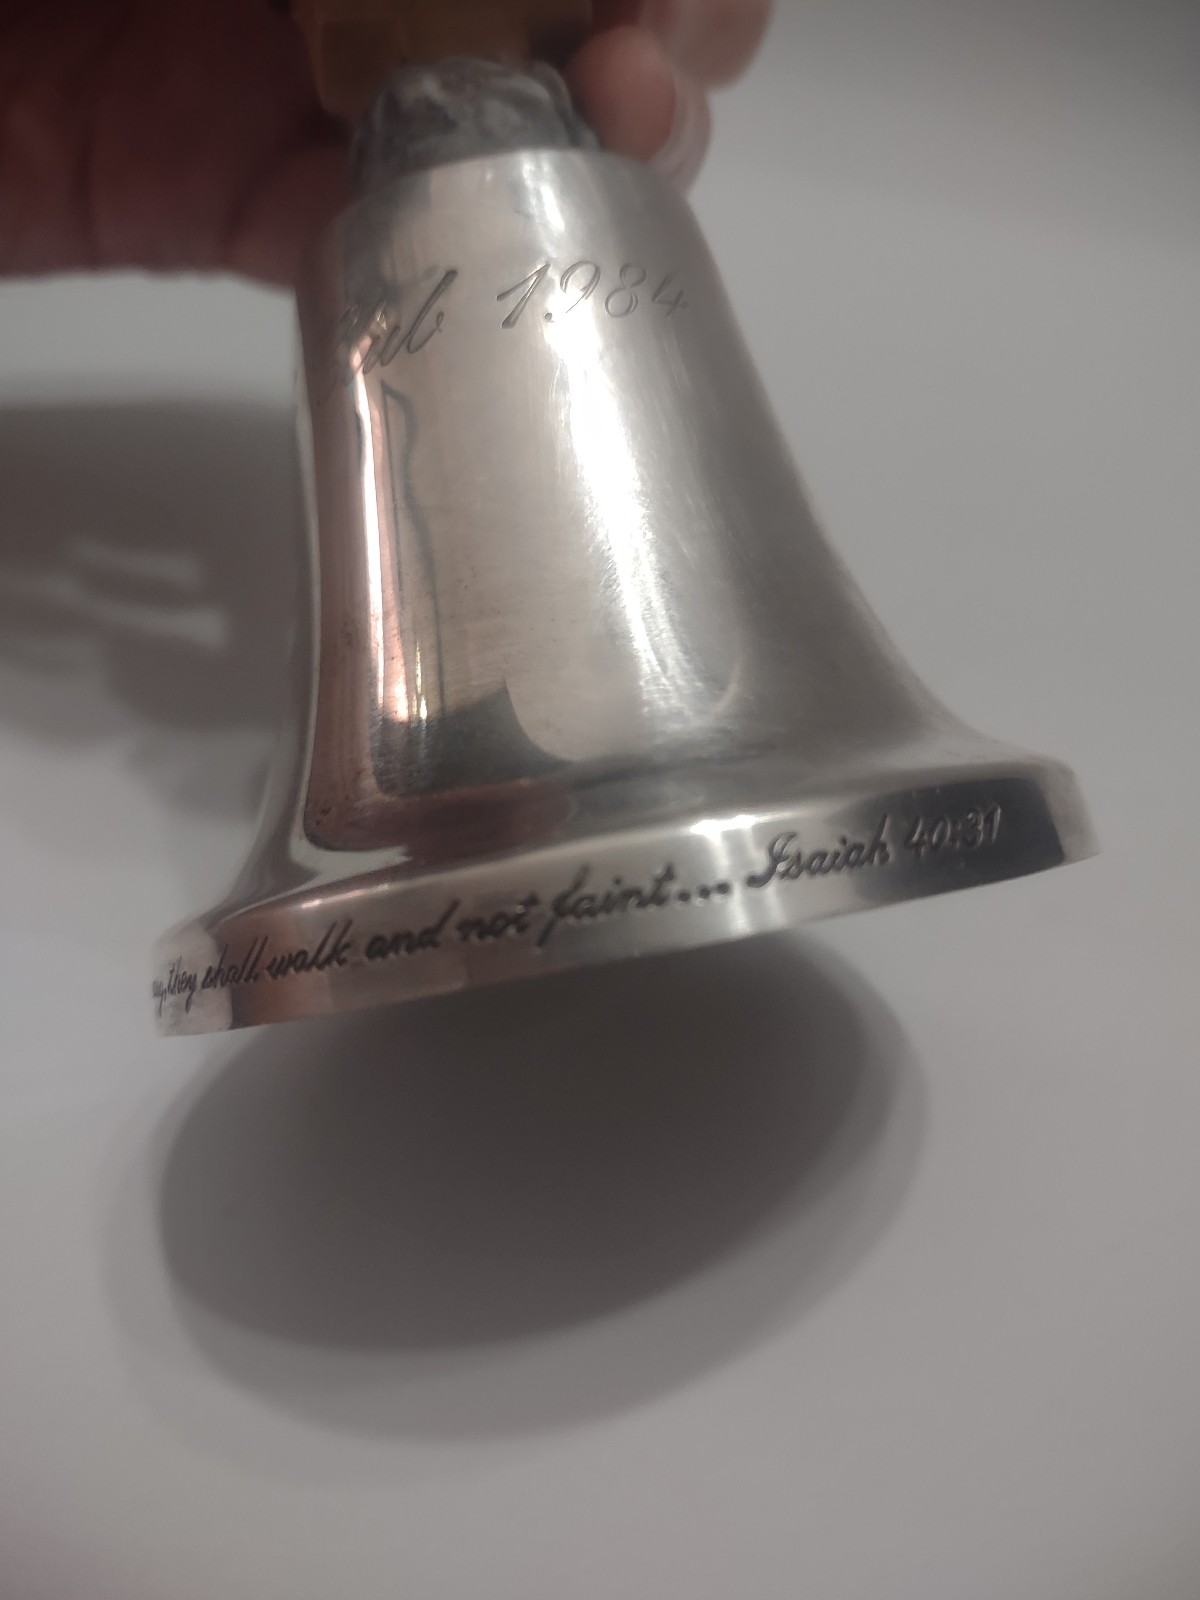 1984
they shall walk and not faint... Isaiah 40:31